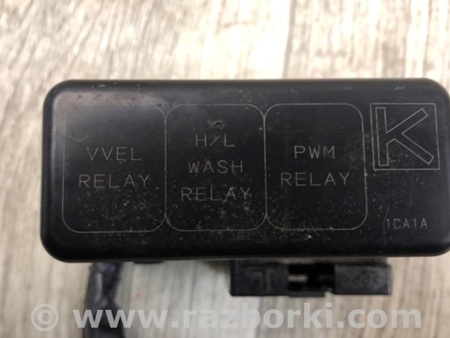 VVEL
RELAY
H/L
WASH
RELAY
PWM
RELAY
K
1CA1A
www.razborki.com